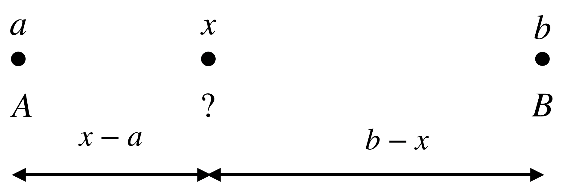 a x b
A ? B
x − a b − x